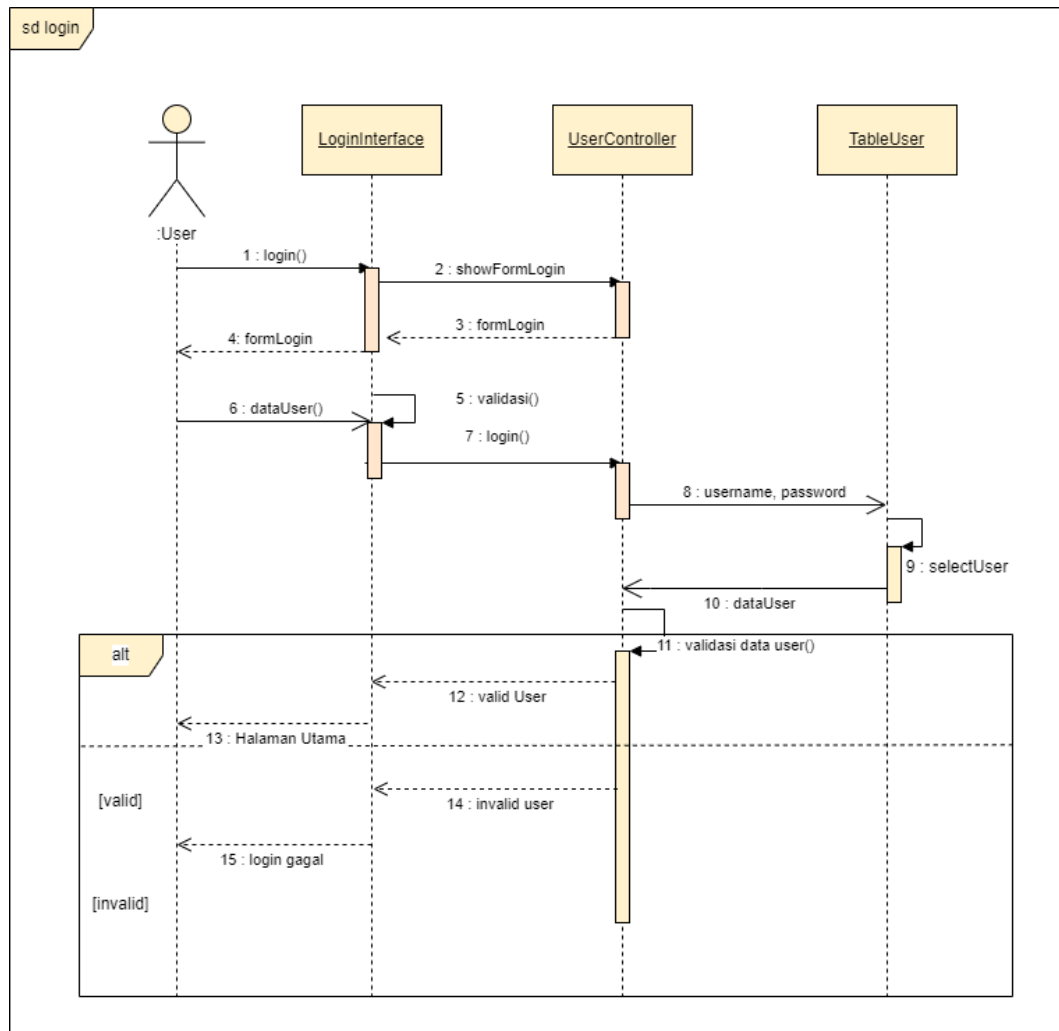 sd login
LoginInterface
UserController
TableUser
:User
1 : login()
2 : showFormLogin
3 : formLogin
4: formLogin
5 : validasi()
6 : dataUser()
7 : login()
8 : username, password
9 : selectUser
10 : dataUser
11 : validasi data user()
alt
12 : valid User
13 : Halaman Utama
[valid]
14 : invalid user
15 : login gagal
[invalid]